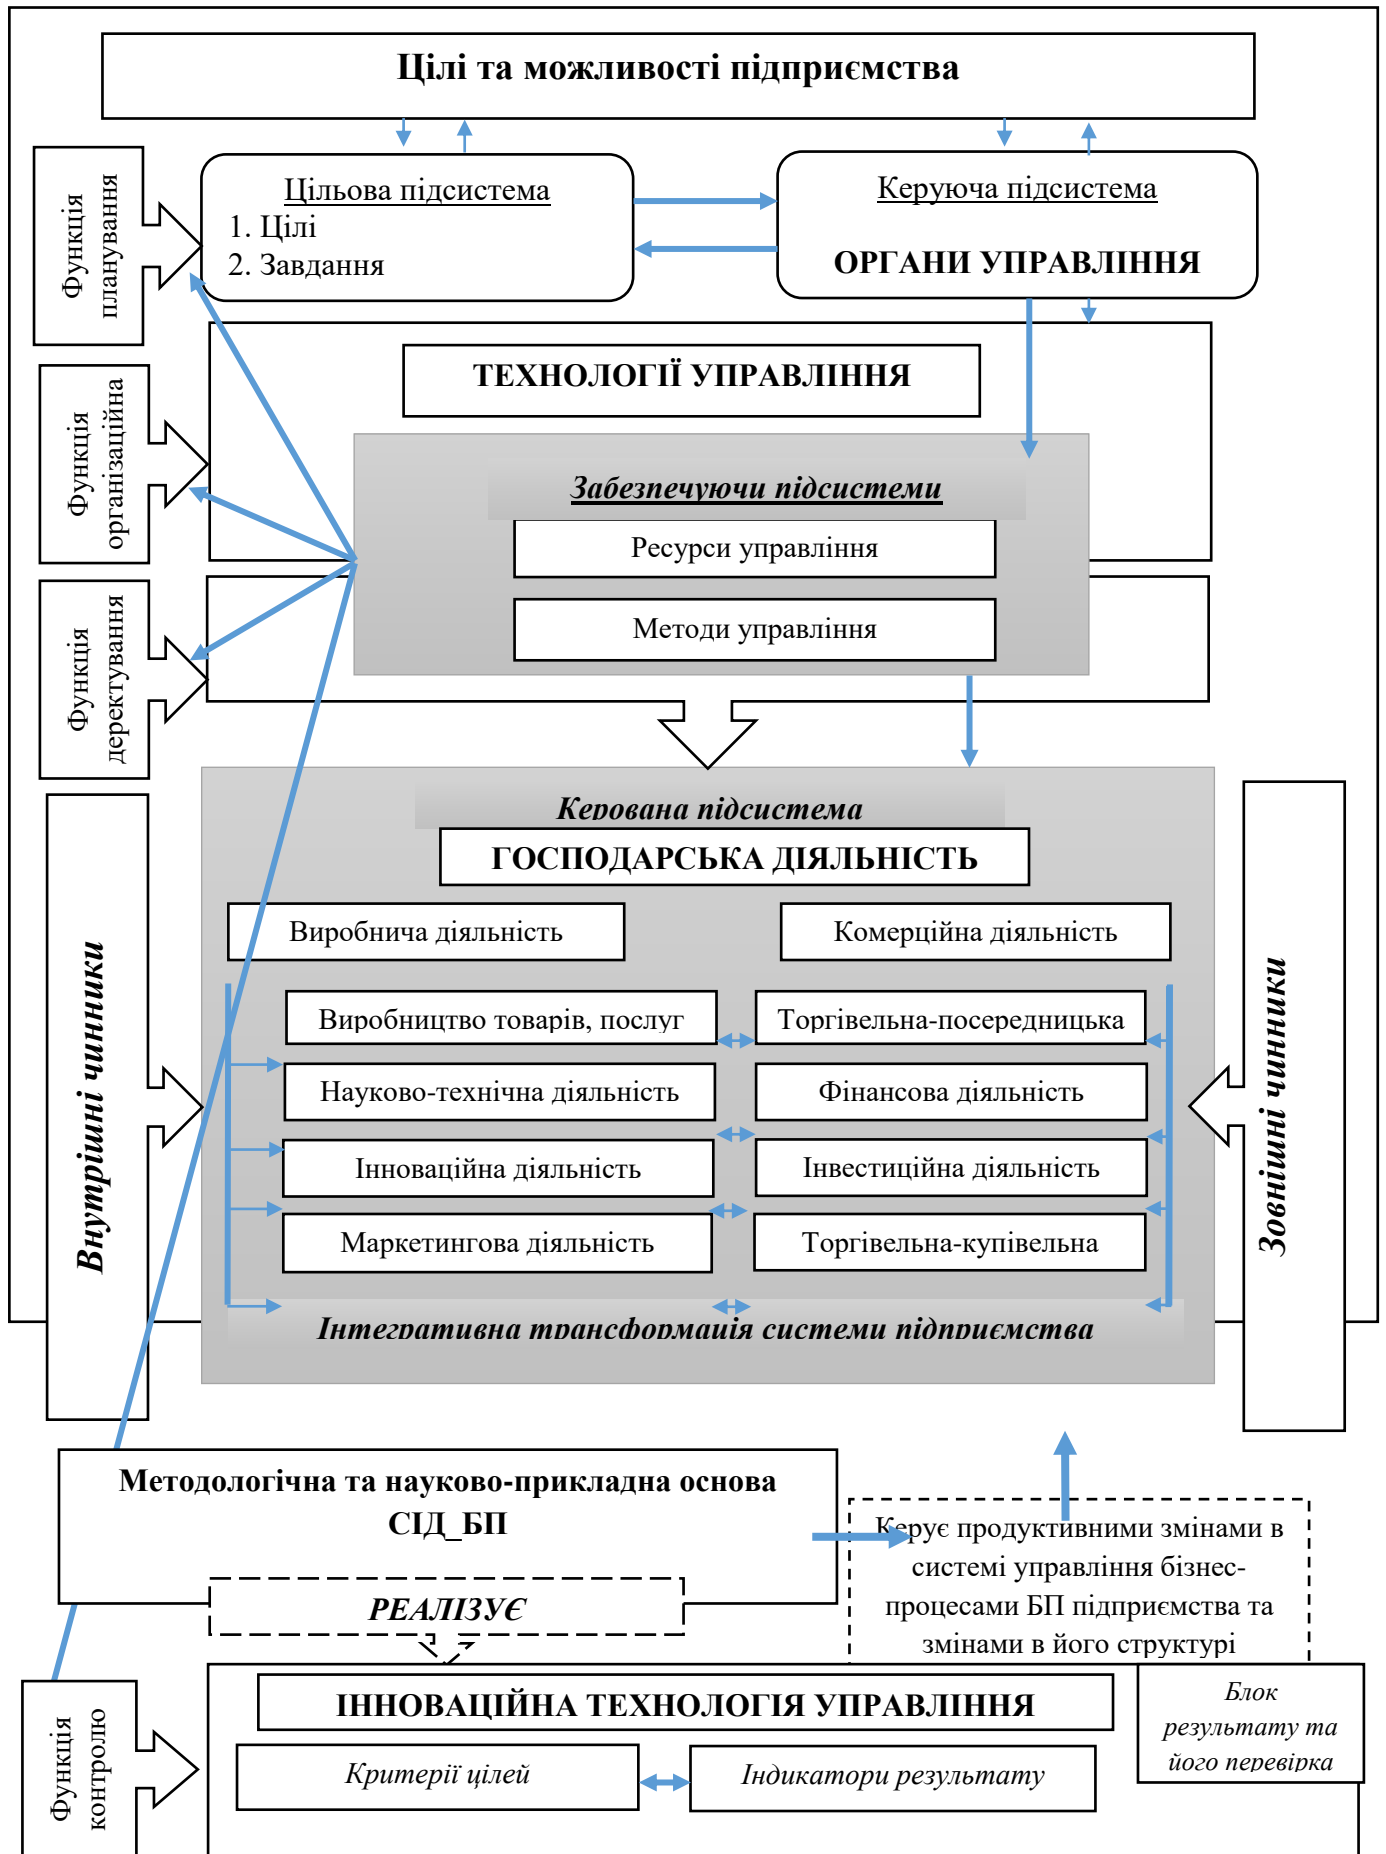 Цілі та можливості підприємства
Цільова підсистема
1. Цілі
2. Завдання
Керуюча підсистема
ОРГАНИ УПРАВЛІННЯ
Функція
планування
ТЕХНОЛОГІЇ УПРАВЛІННЯ
Функція
організаційна
Забезпечуючи підсистеми
Ресурси управління
Методи управління
Функція
деректування
Керована підсистема
ГОСПОДАРСЬКА ДІЯЛЬНІСТЬ
Виробнича діяльність
Комерційна діяльність
Виробництво товарів, послуг
Торгівельна-посередницька
Науково-технічна діяльність
Фінансова діяльність
Інноваційна діяльність
Інвестиційна діяльність
Маркетингова діяльність
Торгівельна-купівельна
Інтегративна трансформація системи підприємства
Внутрішні чинники
Зовнішні чинники
Методологічна та науково-прикладна основа
СІД_БП
РЕАЛІЗУЄ
Керує продуктивними змінами в
системі управління бізнес-
процесами БП підприємства та
змінами в його структурі
ІННОВАЦІЙНА ТЕХНОЛОГІЯ УПРАВЛІННЯ
Блок
результату та
його перевірка
Критерії цілей
Індикатори результату
Функція
контролю